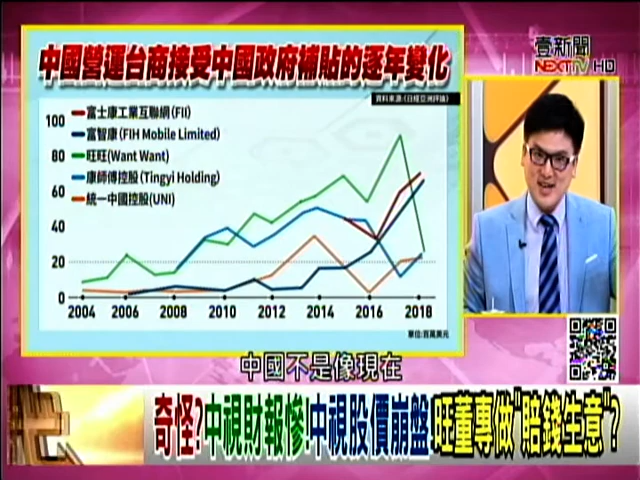 中國營運台商接受中國政府補貼的逐年變化
壹新聞
NEXTTV HD
資料來源:《日經亞洲評論》
富士康工業互聯網(FII)
富智康(FIH Mobile Limited)
旺旺(Want Want)
康師傅控股(Tingyi Holding)
統一中國控股(UNI)
100
80
60
40
20
0
2004 2006 2008 2010 2012 2014 2016 2018
單位:百萬美元
中國不是像現在
奇怪?中視財報慘!中視股價崩盤 旺董專做"賠錢生意"?